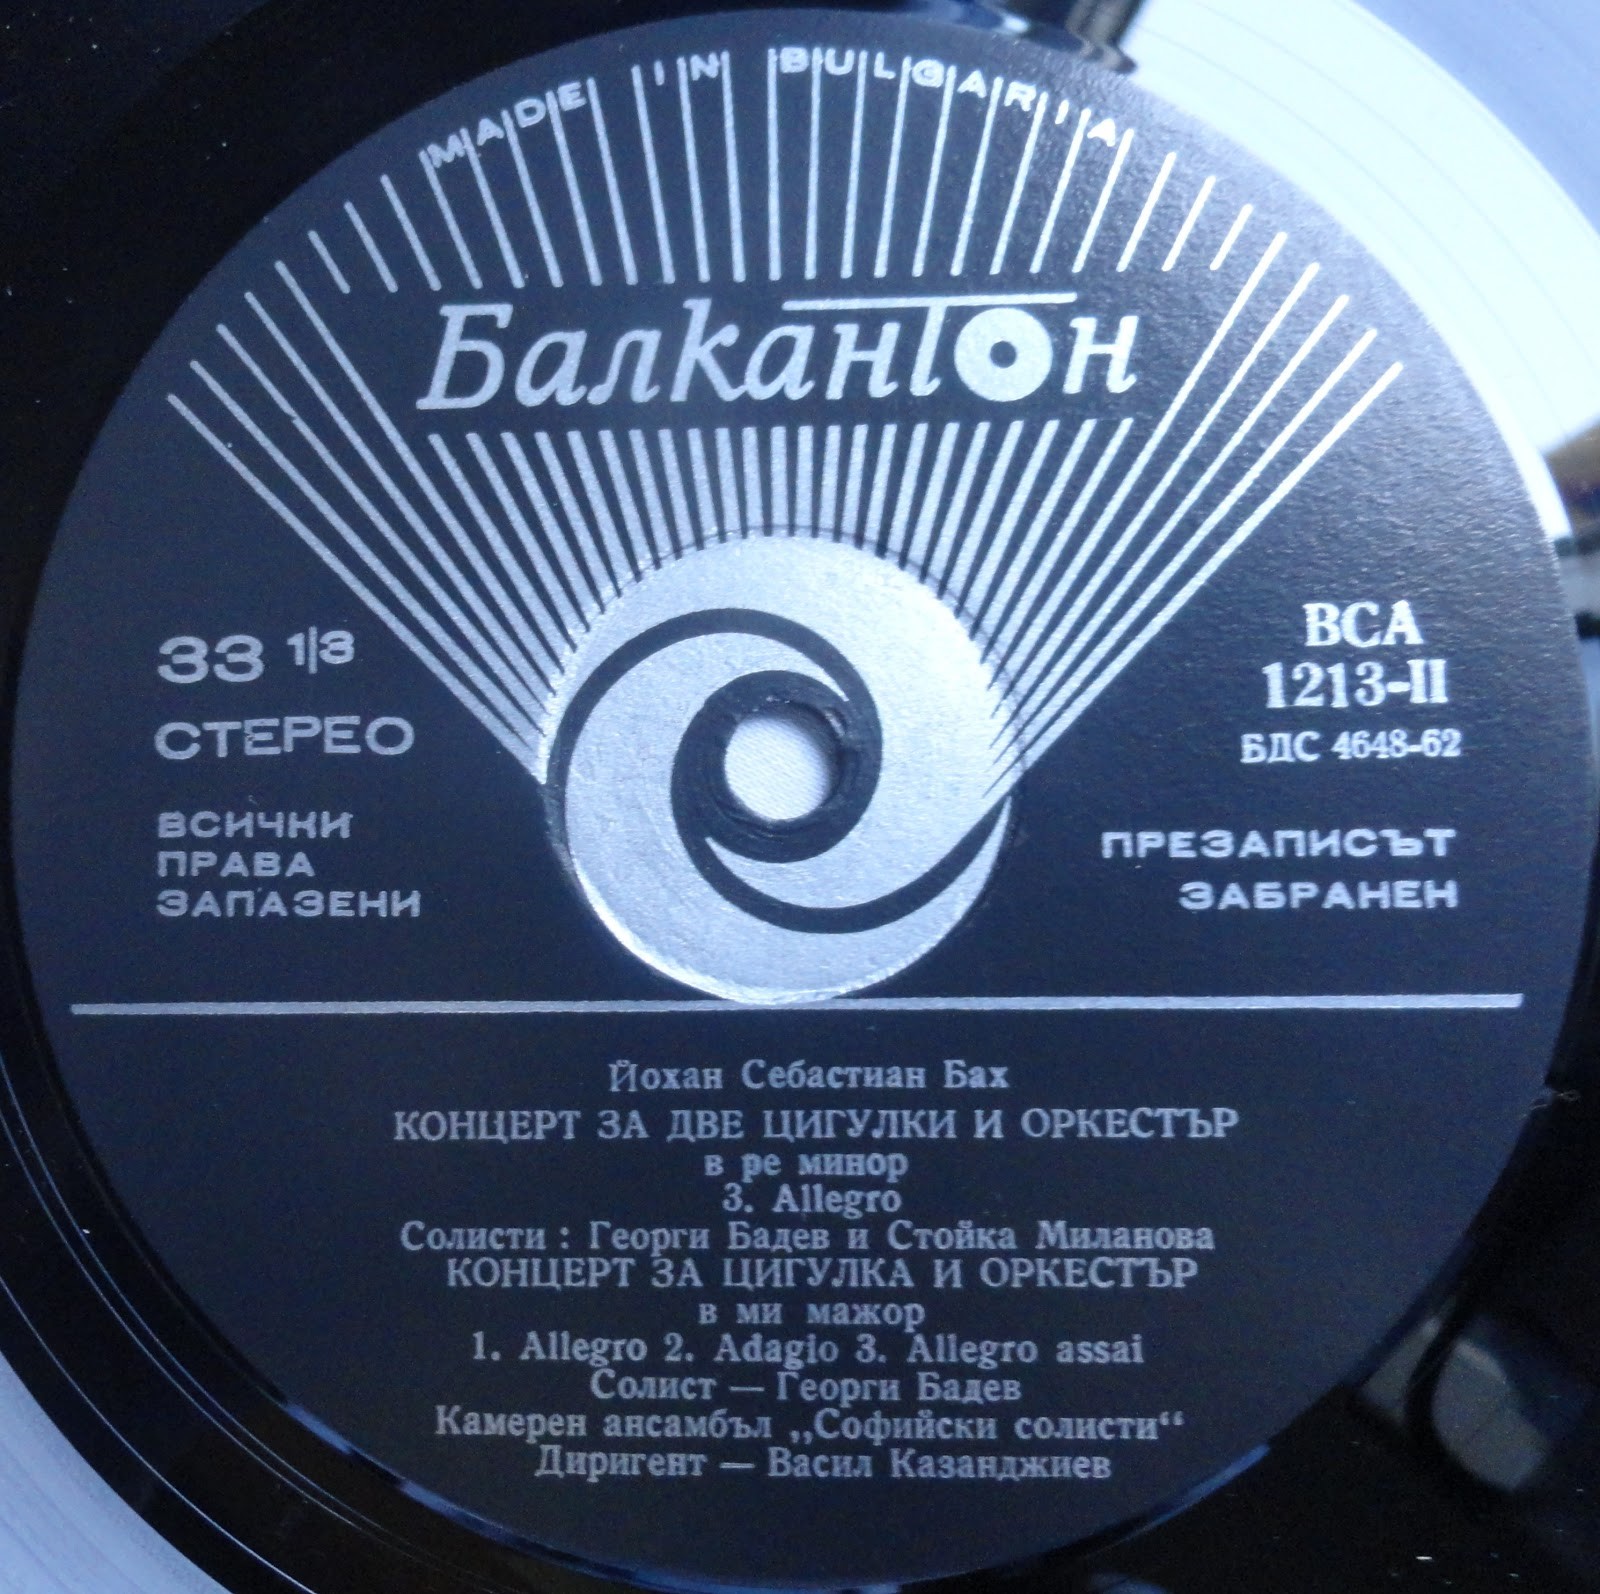 MADE IN BULGARIA
Балкантон
33 1/3
СТЕРЕО
ВСИЧКИ
ПРАВА
ЗАПАЗЕНИ
ВСА
1213-II
БДС 4648-62
ПРЕЗАПИСЪТ
ЗАБРАНЕН
Йохан Себастиан Бах
КОНЦЕРТ ЗА ДВЕ ЦИГУЛКИ И ОРКЕСТЪР
в ре минор
3. Allegro
Солисти : Георги Бадев и Стойка Миланова
КОНЦЕРТ ЗА ЦИГУЛКА И ОРКЕСТЪР
в ми мажор
1. Allegro 2. Adagio 3. Allegro assai
Солист — Георги Бадев
Камерен ансамбъл „Софийски солисти“
Диригент — Васил Казанджиев